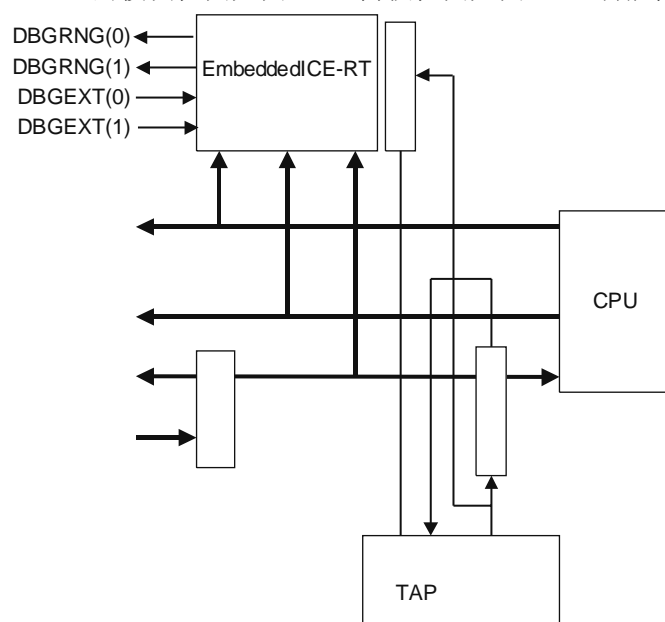 DBGRNG(0)
DBGRNG(1)
DBGEXT(0)
DBGEXT(1)
EmbeddedICE-RT
CPU
TAP